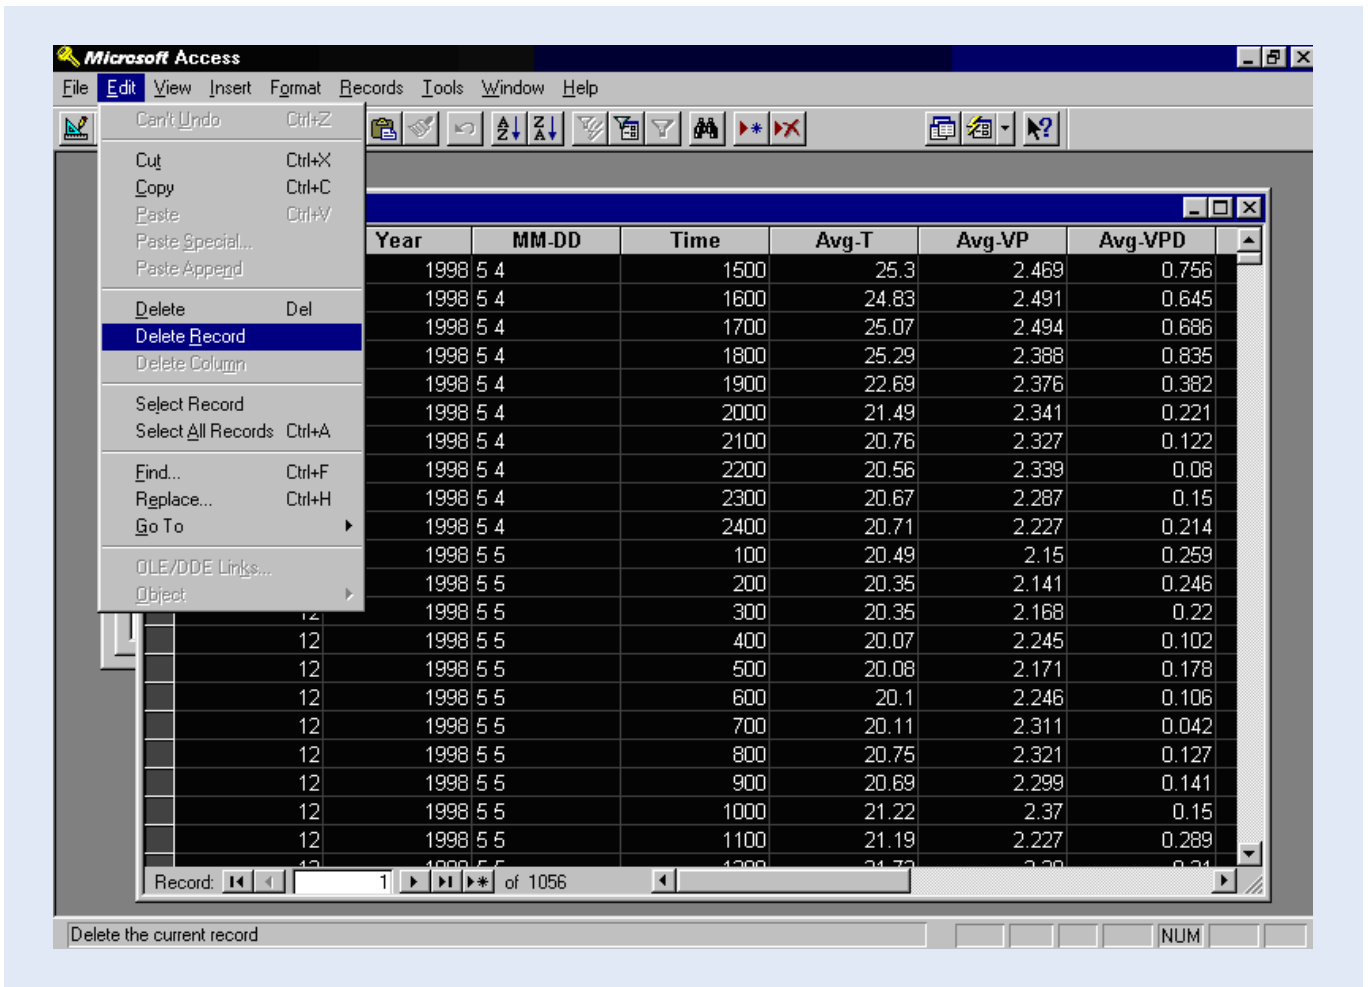 Microsoft Access
File Edit View Insert Format Records Tools Window Help
Can't Undo Ctrl+Z
Cut Ctrl+X
Copy Ctrl+C
Paste Ctrl+V
Paste Special...
Paste Append
Delete Del
Delete Record
Delete Column
Select Record
Select All Records Ctrl+A
Find... Ctrl+F
Replace... Ctrl+H
Go To
OLE/DDE Links...
Object
Year MM-DD Time Avg-T Avg-VP Avg-VPD
1998 5 4 1500 25.3 2.469 0.756
1998 5 4 1600 24.83 2.491 0.645
1998 5 4 1700 25.07 2.494 0.686
1998 5 4 1800 25.29 2.388 0.835
1998 5 4 1900 22.69 2.376 0.382
1998 5 4 2000 21.49 2.341 0.221
1998 5 4 2100 20.76 2.327 0.122
1998 5 4 2200 20.56 2.339 0.08
1998 5 4 2300 20.67 2.287 0.15
1998 5 4 2400 20.71 2.227 0.214
1998 5 5 100 20.49 2.15 0.259
1998 5 5 200 20.35 2.141 0.246
12 1998 5 5 300 20.35 2.168 0.22
12 1998 5 5 400 20.07 2.245 0.102
12 1998 5 5 500 20.08 2.171 0.178
12 1998 5 5 600 20.1 2.246 0.106
12 1998 5 5 700 20.11 2.311 0.042
12 1998 5 5 800 20.75 2.321 0.127
12 1998 5 5 900 20.69 2.299 0.141
12 1998 5 5 1000 21.22 2.37 0.15
12 1998 5 5 1100 21.19 2.227 0.289
Record: 1 of 1056
Delete the current record
NUM